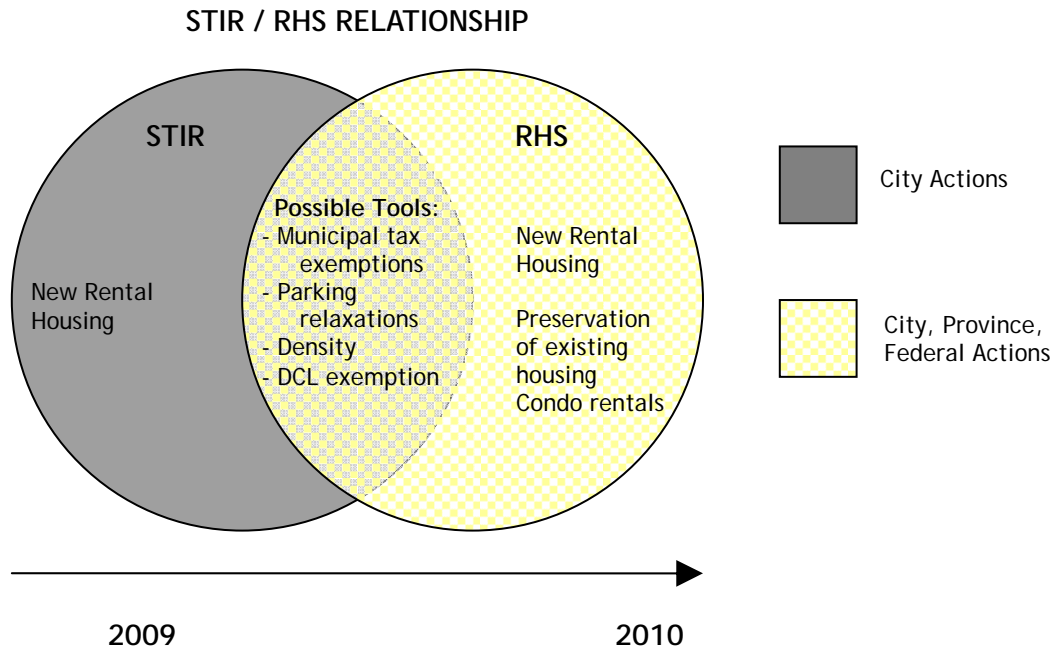 STIR / RHS RELATIONSHIP
STIR
RHS
New Rental
Housing
Possible Tools:
- Municipal tax
exemptions
- Parking
relaxations
- Density
- DCL exemption
New Rental
Housing
Preservation
of existing
housing
Condo rentals
City Actions
City, Province,
Federal Actions
2009
2010